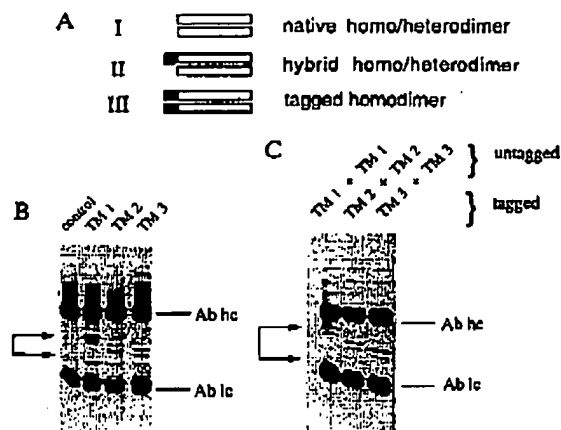 A
I native homo/heterodimer
II hybrid homo/heterodimer
III tagged homodimer
B
control TM 1 TM 2 TM 3
Ab hc
Ab lc
C
TM 1 + TM 1
TM 2 + TM 2
TM 3 + TM 3
} untagged
} tagged
Ab hc
Ab lc